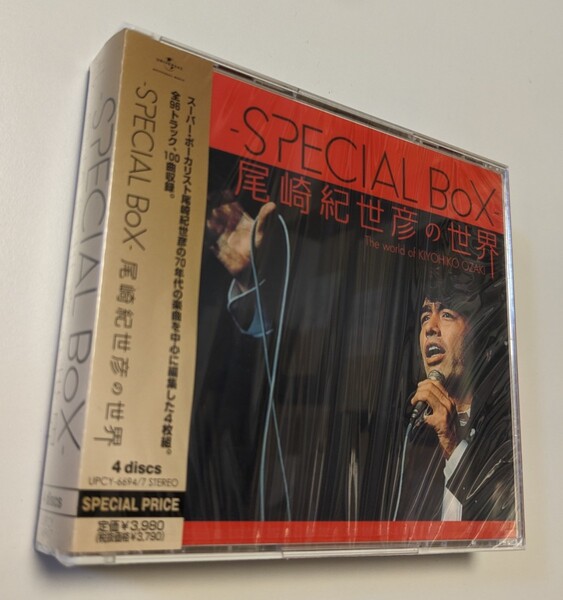 -SPECIAL BoX-
尾崎紀世彦の世界
The world of KIYOHIKO OZAKI
スーパー・ボーカリスト尾崎紀世彦の70年代の楽曲を中心に編集した4枚組。
全96トラック・100曲収録。
-SPECIAL BoX- 尾崎紀世彦の世界
4 discs
UPCY-6694/7 STEREO
SPECIAL PRICE
定価¥3,980
(税抜価格¥3,790)
-SPECIAL BoX-
discs